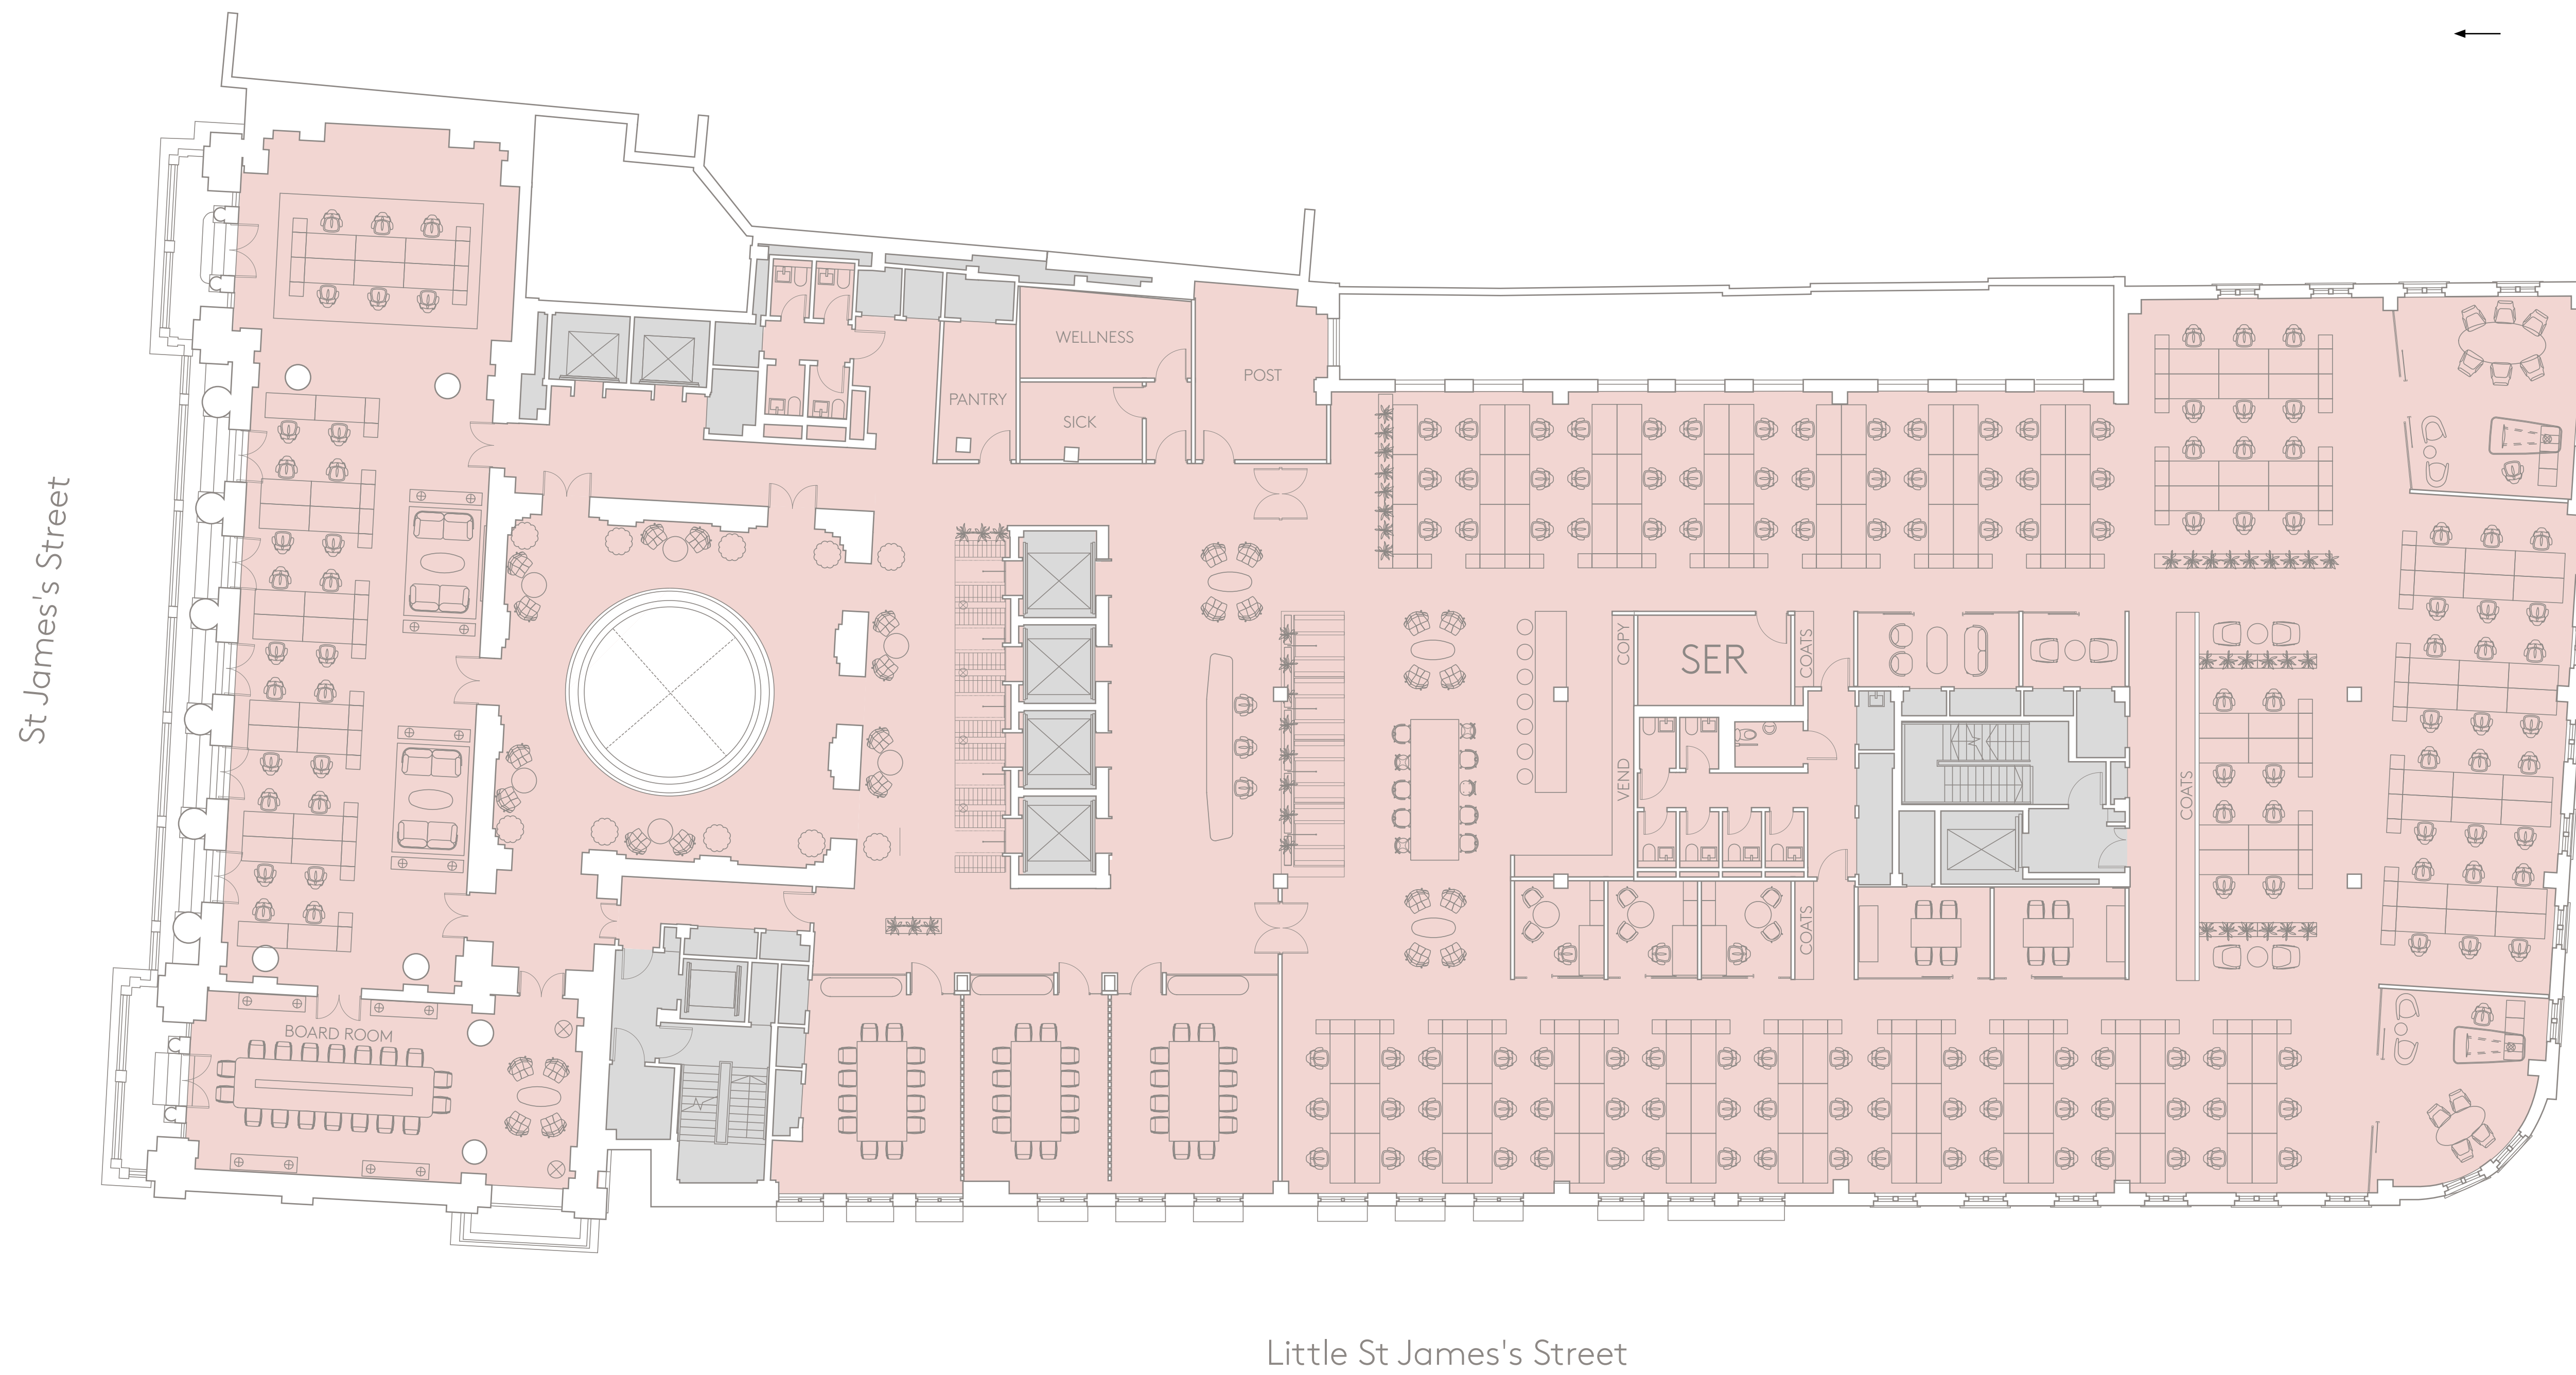 St James's Street
WELLNESS
POST
PANTRY
SICK
COPY
SER
COATS
VEND
COATS
COATS
BOARD ROOM
Little St James's Street